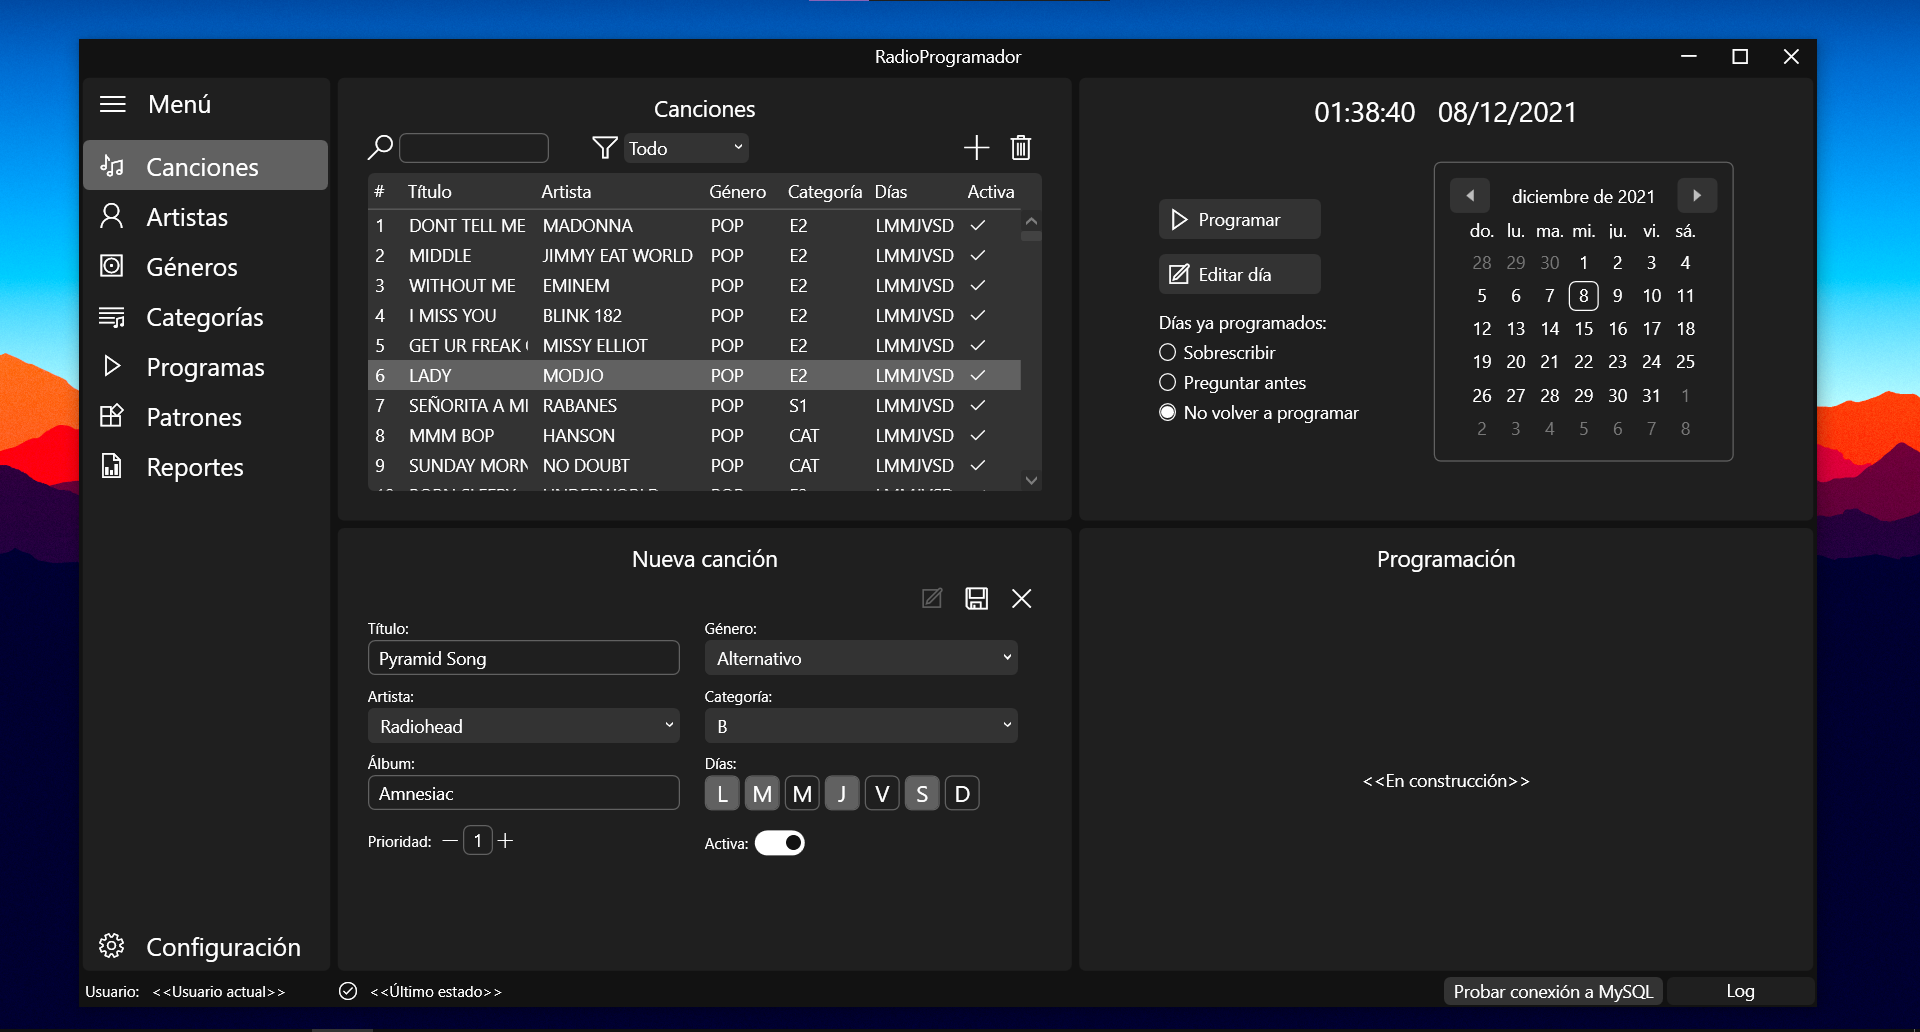 RadioProgramador
Menú
Canciones
Artistas
Géneros
Categorías
Programas
Patrones
Reportes
Configuración
Canciones
Todo
# Título Artista Género Categoría Días Activa
1 DONT TELL ME MADONNA POP E2 LMMJVSD
2 MIDDLE JIMMY EAT WORLD POP E2 LMMJVSD
3 WITHOUT ME EMINEM POP E2 LMMJVSD
4 I MISS YOU BLINK 182 POP E2 LMMJVSD
5 GET UR FREAK MISSY ELLIOT POP E2 LMMJVSD
6 LADY MODJO POP E2 LMMJVSD
7 SEÑORITA A MI RABANES POP S1 LMMJVSD
8 MMM BOP HANSON POP CAT LMMJVSD
9 SUNDAY MORN NO DOUBT POP CAT LMMJVSD
01:38:40 08/12/2021
Programar
Editar día
Días ya programados:
Sobrescribir
Preguntar antes
No volver a programar
diciembre de 2021
do. lu. ma. mi. ju. vi. sá.
28 29 30 1 2 3 4
5 6 7 8 9 10 11
12 13 14 15 16 17 18
19 20 21 22 23 24 25
26 27 28 29 30 31 1
2 3 4 5 6 7 8
Nueva canción
Título:
Pyramid Song
Género:
Alternativo
Artista:
Radiohead
Categoría:
B
Álbum:
Amnesiac
Días:
L M M J V S D
Prioridad: 1
Activa:
Programación
<<En construcción>>
Usuario: <<Usuario actual>>
<<Último estado>>
Probar conexión a MySQL
Log